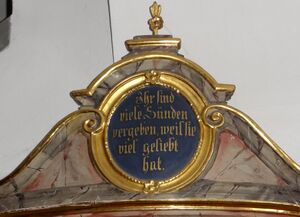 Ihr sind
viele Sünden
vergeben, weil sie
viel geliebt
hat.